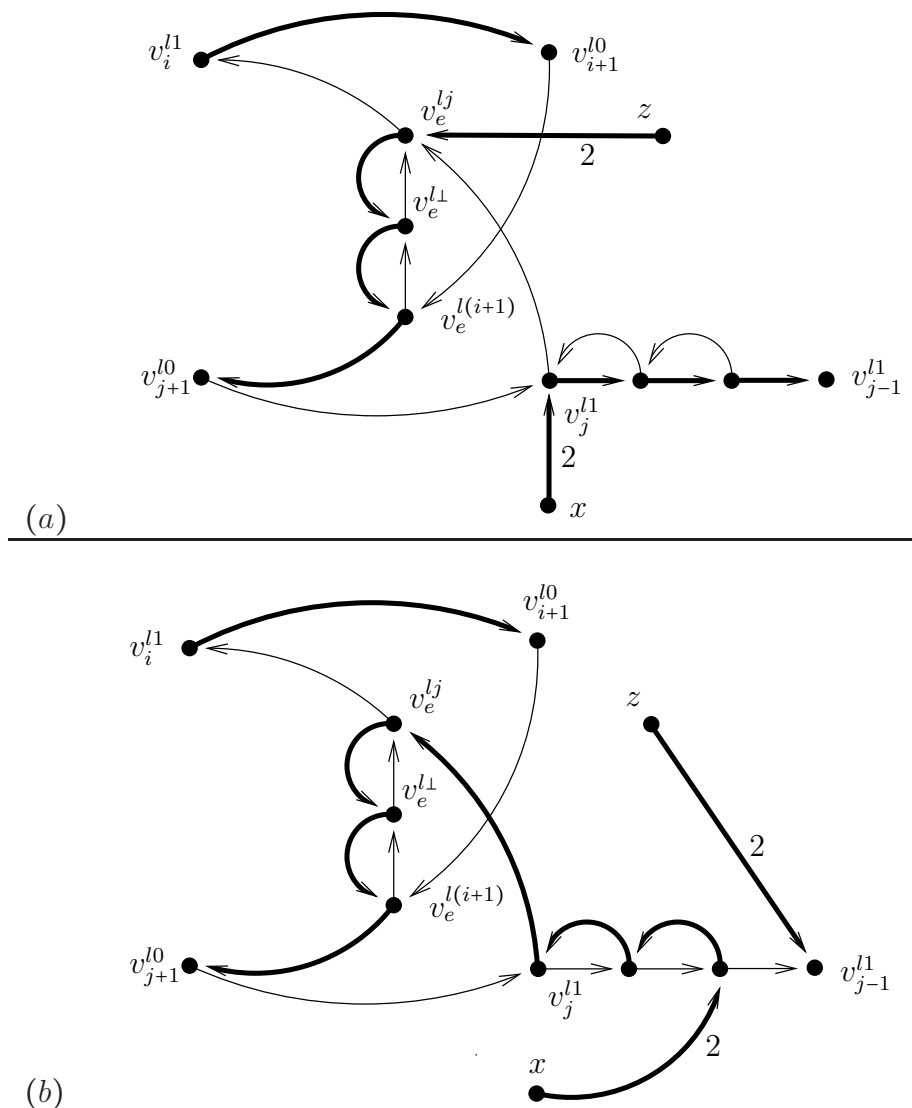 v_i^{l1}
v_{i+1}^{l0}
v_e^{lj}
z
2
v_e^{l⊥}
v_e^{l(i+1)}
v_{j+1}^{l0}
v_j^{l1}
v_{j-1}^{l1}
2
x
(a)
v_{i+1}^{l0}
v_i^{l1}
v_e^{lj}
z
v_e^{l⊥}
2
v_e^{l(i+1)}
v_{j+1}^{l0}
v_j^{l1}
v_{j-1}^{l1}
2
x
(b)